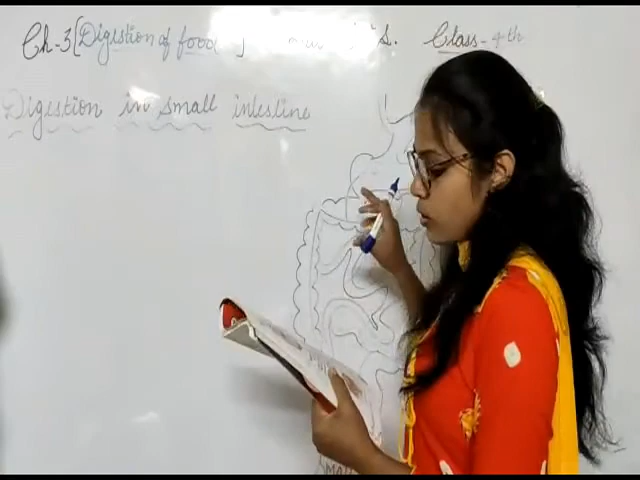 Ch-3 [Digestion of food] Class-4th
Digestion in small intestine